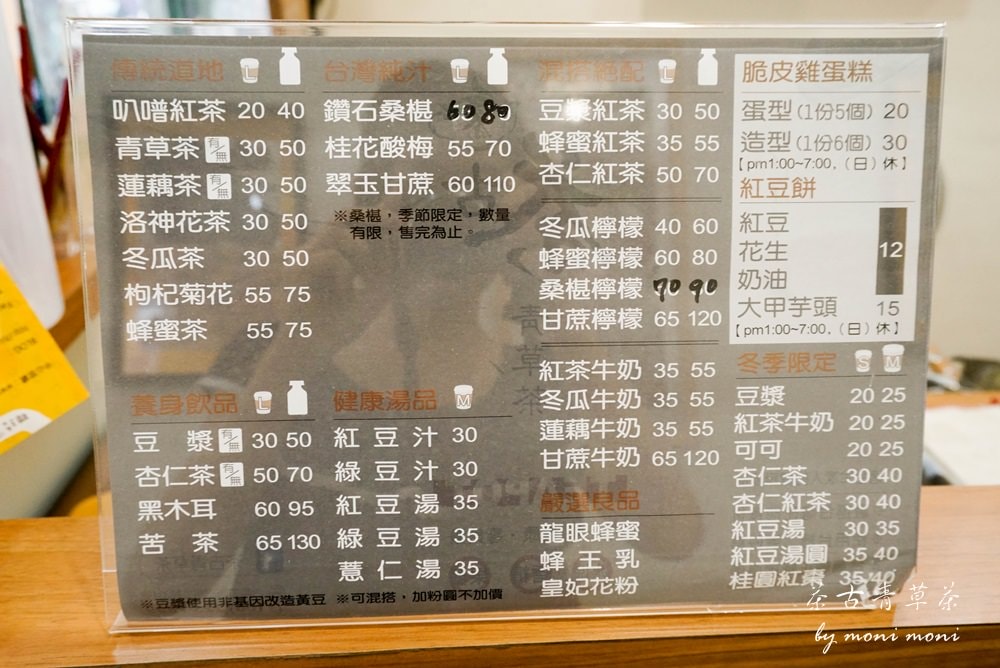 傳統道地 L
叭噜紅茶 20 40
青草茶 有/無 30 50
蓮藕茶 有/無 30 50
洛神花茶 30 50
冬瓜茶 30 50
枸杞菊花 55 75
蜂蜜茶 55 75
養身飲品 L
豆漿 有/無 30 50
杏仁茶 有/無 50 70
黑木耳 60 95
苦茶 65 130
※豆漿使用非基因改造黃豆
台灣純汁 L
鑽石桑椹 60 80
桂花酸梅 55 70
翠玉甘蔗 60 110
※桑椹，季節限定，數量
有限，售完為止。
健康湯品 M
紅豆汁 30
綠豆汁 30
紅豆湯 35
綠豆湯 35
薏仁湯 35
※可混搭、加粉圓不加價
混搭絕配 L
豆漿紅茶 30 50
蜂蜜紅茶 35 55
杏仁紅茶 50 70
冬瓜檸檬 40 60
蜂蜜檸檬 60 80
桑椹檸檬 70 90
甘蔗檸檬 65 120
紅茶牛奶 35 55
冬瓜牛奶 35 55
蓮藕牛奶 35 55
甘蔗牛奶 65 120
嚴選良品
龍眼蜂蜜
蜂王乳
皇妃花粉
脆皮雞蛋糕
蛋型(1份5個) 20
造型(1份6個) 30
【pm1:00~7:00,（日）休】
紅豆餅
紅豆
花生 12
奶油
大甲芋頭 15
【pm1:00~7:00,（日）休】
冬季限定 S M
豆漿 20 25
紅茶牛奶 20 25
可可 20 25
杏仁茶 30 40
杏仁紅茶 30 40
紅豆湯 30 35
紅豆湯圓 35 40
桂圓紅棗 35 40
茶古青草茶
by moni moni